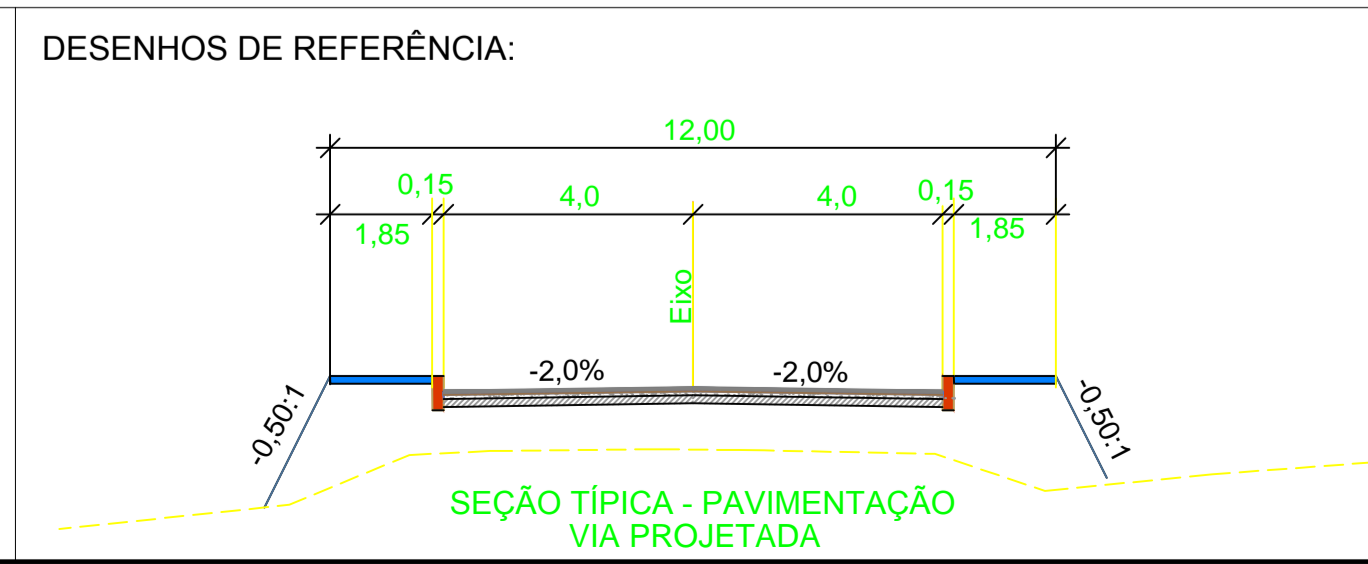 DESENHOS DE REFERÊNCIA:
12,00
0,15
4,0
4,0
0,15
1,85
1,85
Eixo
-2,0%
-2,0%
-0,50:1
-0,50:1
SEÇÃO TÍPICA - PAVIMENTAÇÃO
VIA PROJETADA